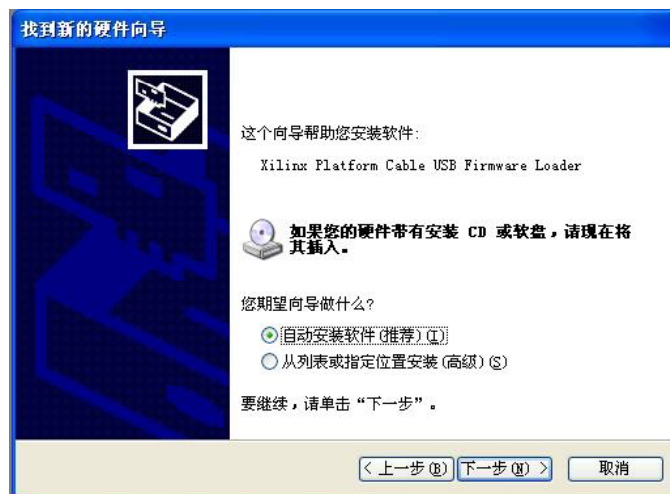 找到新的硬件向导
这个向导帮助您安装软件:
Xilinx Platform Cable USB Firmware Loader
如果您的硬件带有安装 CD 或软盘，请现在将
其插入。
您期望向导做什么?
自动安装软件(推荐)(I)
从列表或指定位置安装(高级)(S)
要继续，请单击“下一步”。
< 上一步(B) 下一步(N) > 取消